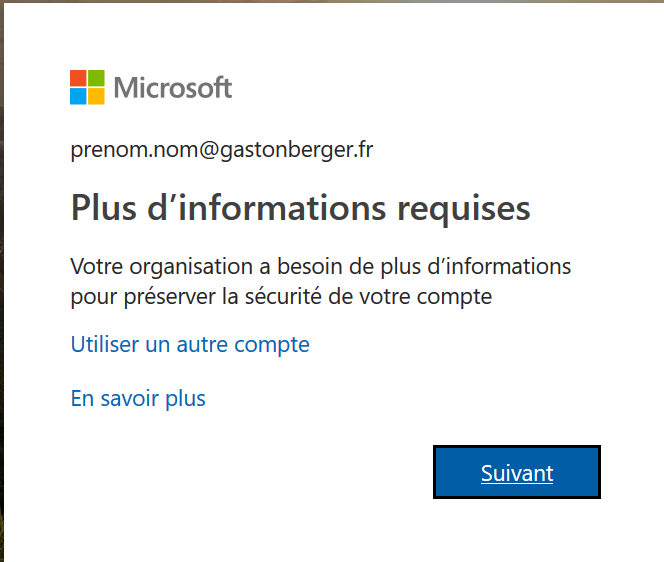 Microsoft
prenom.nom@gastonberger.fr
Plus d’informations requises
Votre organisation a besoin de plus d’informations
pour préserver la sécurité de votre compte
Utiliser un autre compte
En savoir plus
Suivant